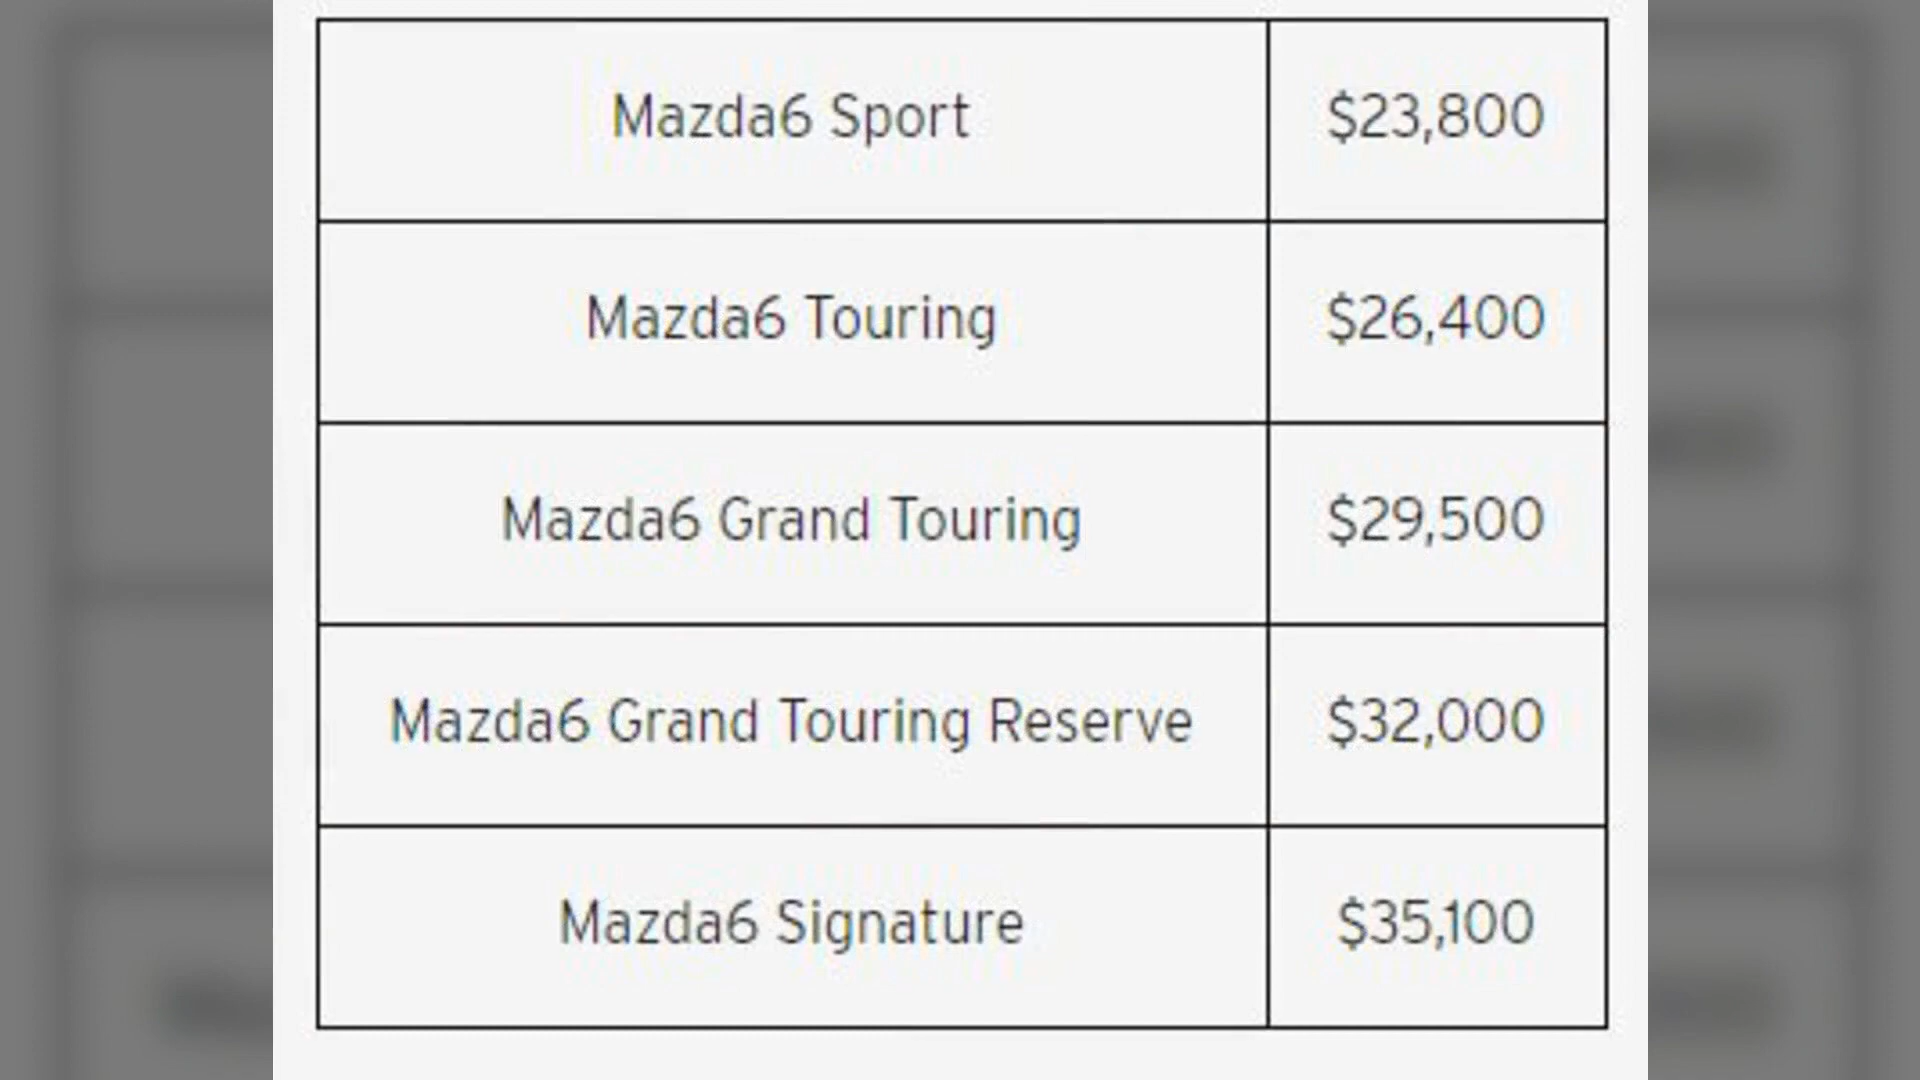 Mazda6 Sport $23,800
Mazda6 Touring $26,400
Mazda6 Grand Touring $29,500
Mazda6 Grand Touring Reserve $32,000
Mazda6 Signature $35,100